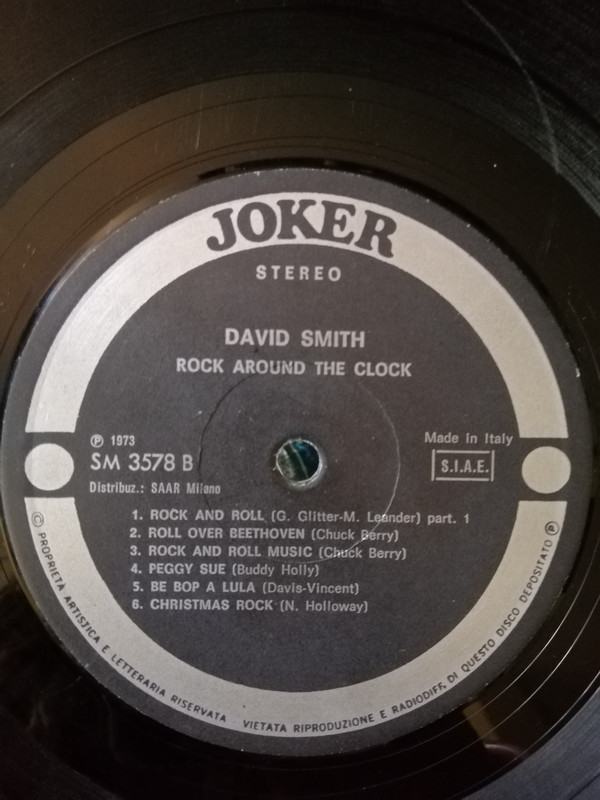 JOKER
STEREO
DAVID SMITH
ROCK AROUND THE CLOCK
Ⓟ 1973
SM 3578 B
Distribuz.: SAAR Milano
Made in Italy
S.I.A.E.
1. ROCK AND ROLL (G. Glitter-M. Leander) part. 1
2. ROLL OVER BEETHOVEN (Chuck Berry)
3. ROCK AND ROLL MUSIC (Chuck Berry)
4. PEGGY SUE (Buddy Holly)
5. BE BOP A LULA (Davis-Vincent)
6. CHRISTMAS ROCK (N. Holloway)
© PROPRIETÀ ARTISTICA E LETTERARIA RISERVATA VIETATA RIPRODUZIONE E RADIODIFF. DI QUESTO DISCO DEPOSITATO Ⓟ